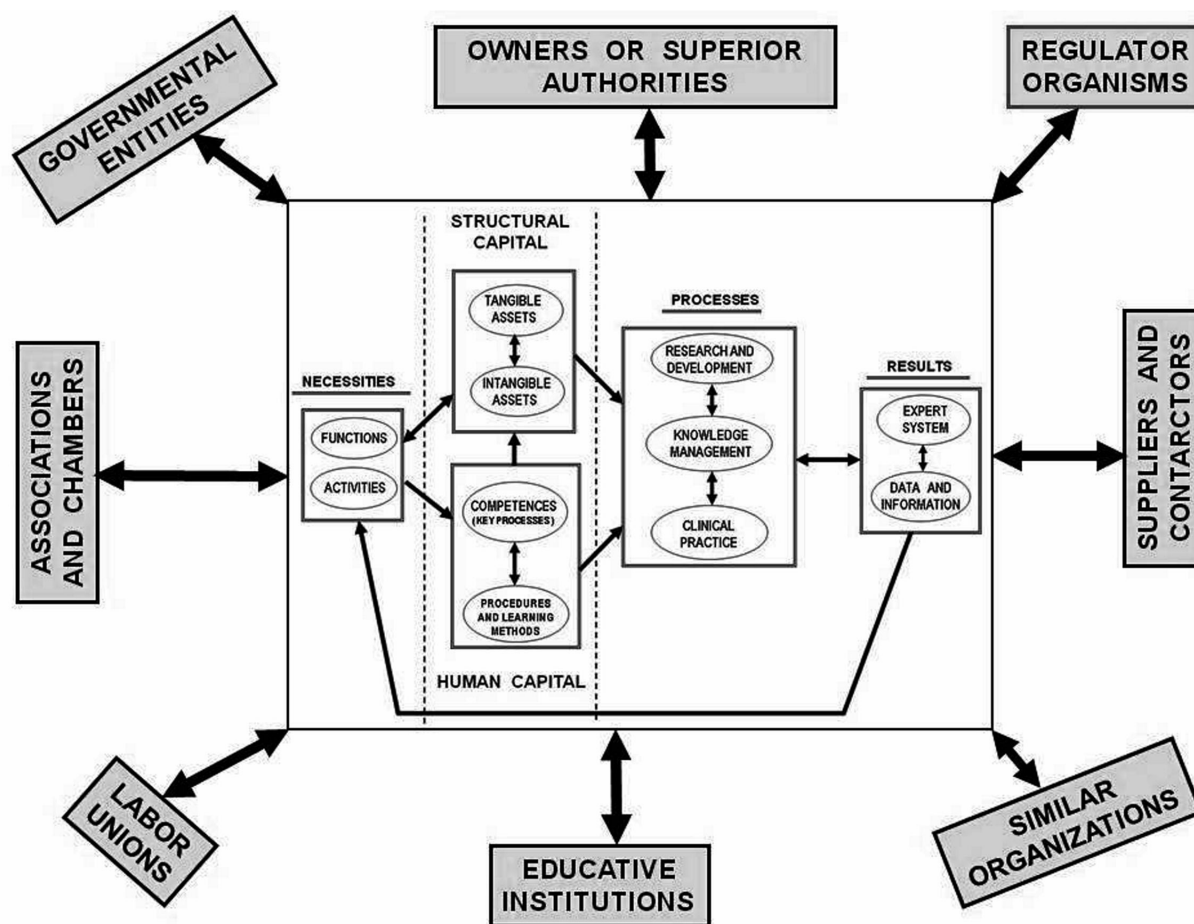 GOVERNMENTAL
ENTITIES
OWNERS OR SUPERIOR
AUTHORITIES
REGULATOR
ORGANISMS
STRUCTURAL
CAPITAL
TANGIBLE
ASSETS
INTANGIBLE
ASSETS
NECESSITIES
FUNCTIONS
ACTIVITIES
COMPETENCES
(KEY PROCESSES)
PROCEDURES
AND LEARNING
METHODS
HUMAN CAPITAL
PROCESSES
RESEARCH AND
DEVELOPMENT
KNOWLEDGE
MANAGEMENT
CLINICAL
PRACTICE
RESULTS
EXPERT
SYSTEM
DATA AND
INFORMATION
ASSOCIATIONS
AND CHAMBERS
SUPPLIERS AND
CONTARCTORS
LABOR
UNIONS
EDUCATIVE
INSTITUTIONS
SIMILAR
ORGANIZATIONS